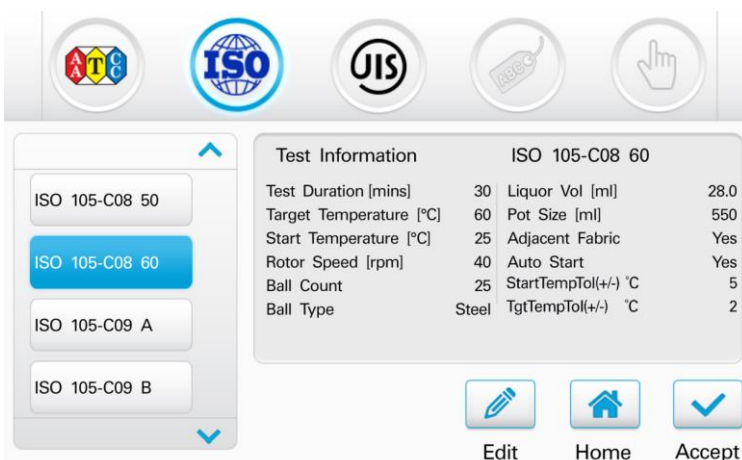 AATCC
ISO
JIS
ABC
ISO 105-C08 50
ISO 105-C08 60
ISO 105-C09 A
ISO 105-C09 B
Test Information ISO 105-C08 60
Test Duration [mins] 30 Liquor Vol [ml] 28.0
Target Temperature [°C] 60 Pot Size [ml] 550
Start Temperature [°C] 25 Adjacent Fabric Yes
Rotor Speed [rpm] 40 Auto Start Yes
Ball Count 25 StartTempTol(+/-) °C 5
Ball Type Steel TgtTempTol(+/-) °C 2
Edit Home Accept